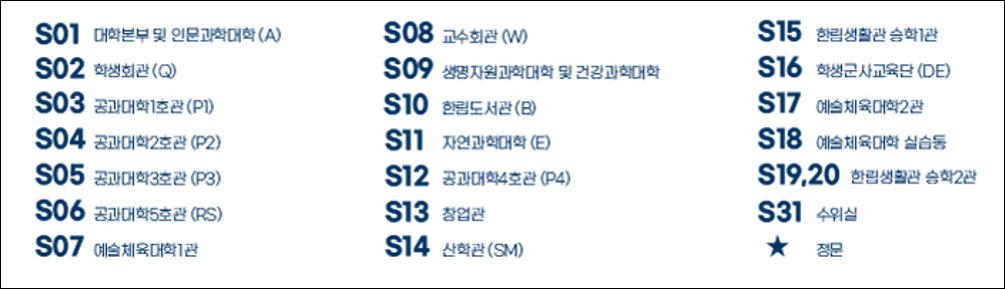 S01 대학본부 및 인문과학대학 (A)
S02 학생회관 (Q)
S03 공과대학1호관 (P1)
S04 공과대학2호관 (P2)
S05 공과대학3호관 (P3)
S06 공과대학5호관 (RS)
S07 예술체육대학1관
S08 교수회관 (W)
S09 생명자원과학대학 및 건강과학대학
S10 한림도서관 (B)
S11 자연과학대학 (E)
S12 공과대학4호관 (P4)
S13 창업관
S14 산학관 (SM)
S15 한림생활관 승학1관
S16 학생군사교육단 (DE)
S17 예술체육대학2관
S18 예술체육대학 실습동
S19,20 한림생활관 승학2관
S31 수위실
★ 정문